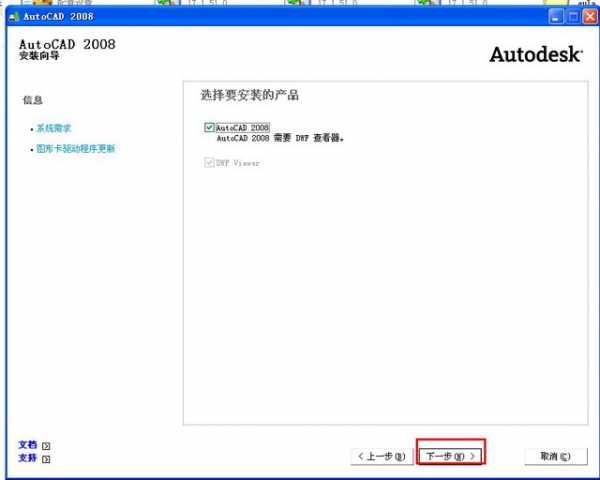 AutoCAD 2008
AutoCAD 2008
安装向导
Autodesk
信息
系统需求
图形卡驱动程序更新
选择要安装的产品
AutoCAD 2008
AutoCAD 2008 需要 DWF 查看器。
DWF Viewer
文档
支持
< 上一步(B)
下一步(N) >
取消(C)